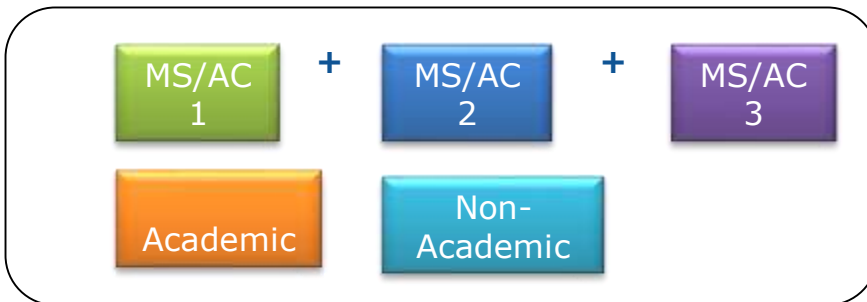 MS/AC + MS/AC + MS/AC
1 2 3
Academic
Non-
Academic